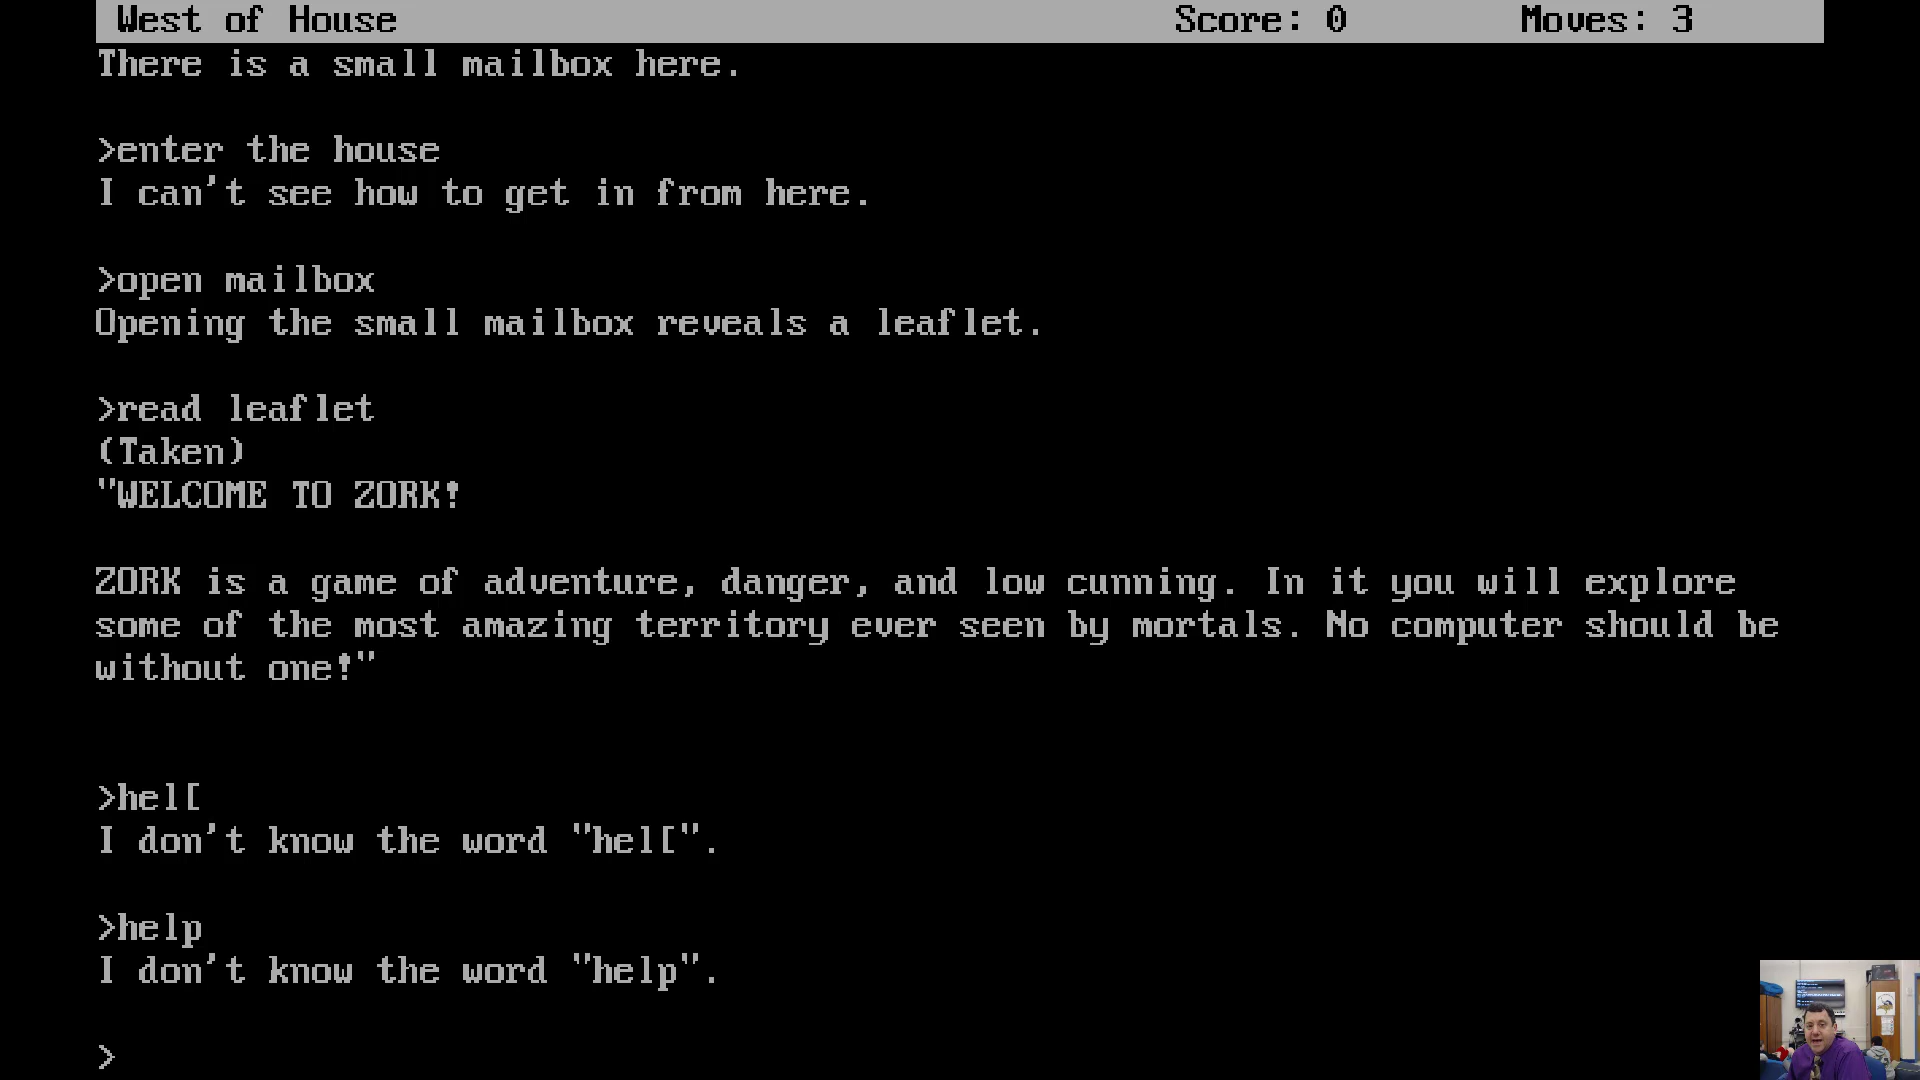 West of House Score: 0 Moves: 3
There is a small mailbox here.
>enter the house
I can't see how to get in from here.
>open mailbox
Opening the small mailbox reveals a leaflet.
>read leaflet
(Taken)
"WELCOME TO ZORK!
ZORK is a game of adventure, danger, and low cunning. In it you will explore
some of the most amazing territory ever seen by mortals. No computer should be
without one!"
>hel[
I don't know the word "hel[".
>help
I don't know the word "help".
>